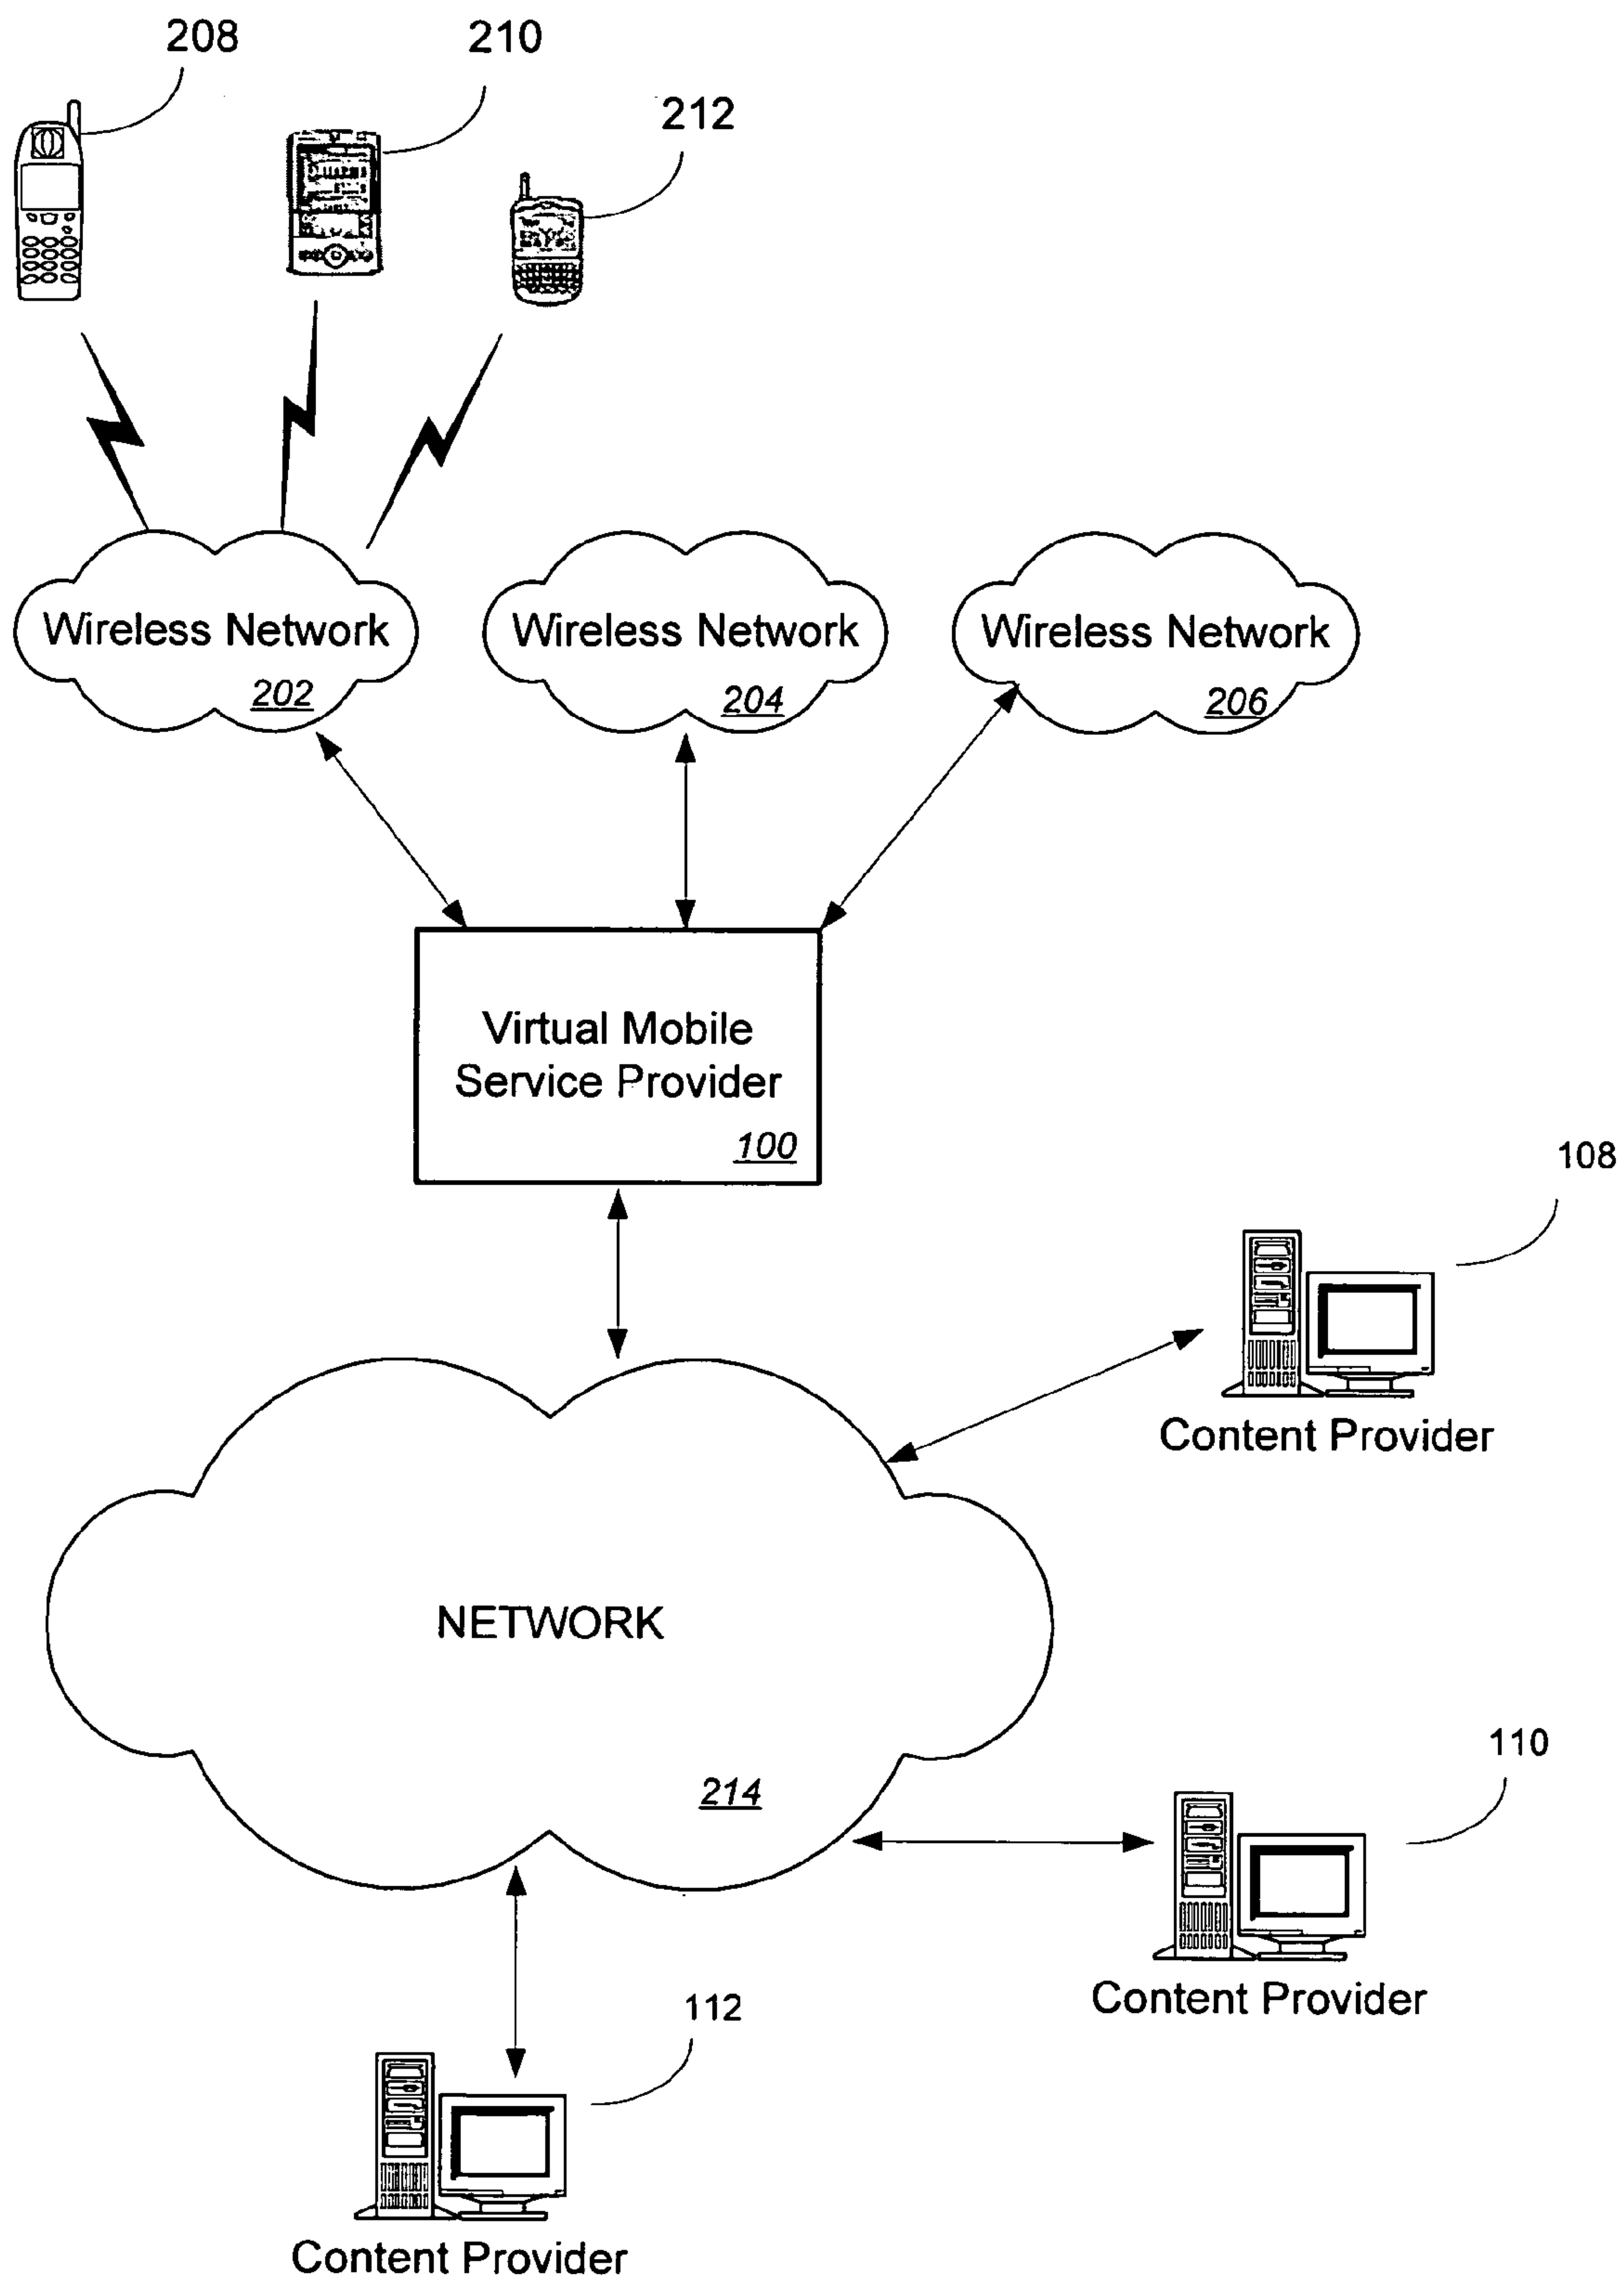 208
210
212
Wireless Network
202
Wireless Network
204
Wireless Network
206
Virtual Mobile
Service Provider
100
108
Content Provider
NETWORK
214
110
Content Provider
112
Content Provider